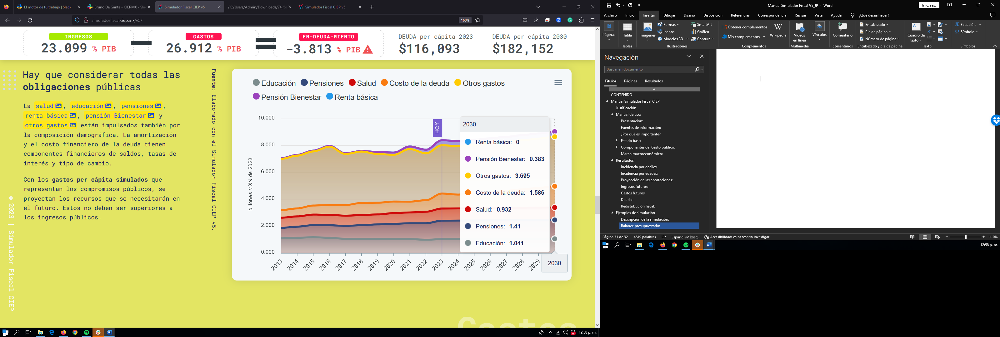 El motor de tu trabajo | Slack
Bruno De Gante - CIEPMX - Slac
Simulador Fiscal CIEP v5
/C:/Users/Admin/Downloads/74jr6
Simulador Fiscal CIEP v5
simuladorfiscal.ciep.mx/v5/
160%
INGRESOS
23.099 % PIB
GASTOS
26.912 % PIB
EN-DEUDA-MIENTO
-3.813 % PIB
DEUDA per cápita 2023
$116,093
DEUDA per cápita 2030
$182,152
Hay que considerar todas las
obligaciones públicas
La salud, educación, pensiones,
renta básica, pensión Bienestar y
otros gastos están impulsados también por
la composición demográfica. La amortización
y el costo financiero de la deuda tienen
componentes financieros de saldos, tasas de
interés y tipo de cambio.
Con los gastos per cápita simulados que
representan los compromisos públicos, se
proyectan los recursos que se necesitarán en
el futuro. Estos no deben ser superiores a
los ingresos públicos.
© 2023 | Simulador Fiscal CIEP
Fuente: Elaborado con el Simulador Fiscal CIEP v5.
Educación
Pensiones
Salud
Costo de la deuda
Otros gastos
Pensión Bienestar
Renta básica
billones MXN de 2023
10.000
8.000
6.000
4.000
2.000
0.000
HOY
2030
Renta básica: 0
Pensión Bienestar: 0.383
Otros gastos: 3.695
Costo de la deuda: 1.586
Salud: 0.932
Pensiones: 1.41
Educación: 1.041
2013
2014
2015
2016
2017
2018
2019
2020
2021
2022
2023
2024
2025
2026
2027
2028
2029
2030
Gastos
19
12:58 p. m.
Manual Simulador Fiscal V5_JP - Word
Inic. ses.
Archivo
Inicio
Insertar
Dibujar
Diseño
Disposición
Referencias
Correspondencia
Revisar
Vista
Ayuda
¿Qué desea hacer?
Páginas
Tabla
Tablas
Imágenes
Formas
Iconos
Modelos 3D
SmartArt
Gráfico
Captura
Ilustraciones
Obtener complementos
Mis complementos
Wikipedia
Complementos
Vídeos
en línea
Multimedia
Vínculos
Comentario
Comentarios
Encabezado
Pie de página
Número de página
Encabezado y pie de página
Cuadro de
texto
Texto
Ecuación
Símbolo
Símbolos
Navegación
Buscar en documento
Títulos
Páginas
Resultados
CONTENIDO
Manual Simulador Fiscal CIEP
Justificación
Manual de uso:
Presentación:
Fuentes de información:
¿Por qué es importante?
Estado base:
Componentes del Gasto público:
Marco macroeconómico:
Resultados
Incidencia por deciles:
Incidencia por edades:
Proyección de las aportaciones:
Ingresos futuros:
Gastos futuros:
Deuda:
Redistribución fiscal:
Ejemplos de simulación
Descripción de la simulación:
Balance presupuestario:
Página 31 de 32
4849 palabras
Español (México)
Accesibilidad: es necesario investigar
110%
12:58 p. m.